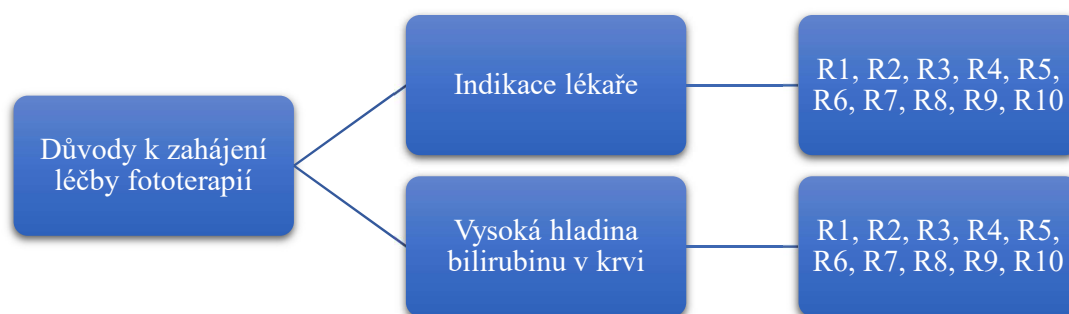 Důvody k zahájení
léčby fototerapií
Indikace lékaře
R1, R2, R3, R4, R5,
R6, R7, R8, R9, R10
Vysoká hladina
bilirubinu v krvi
R1, R2, R3, R4, R5,
R6, R7, R8, R9, R10